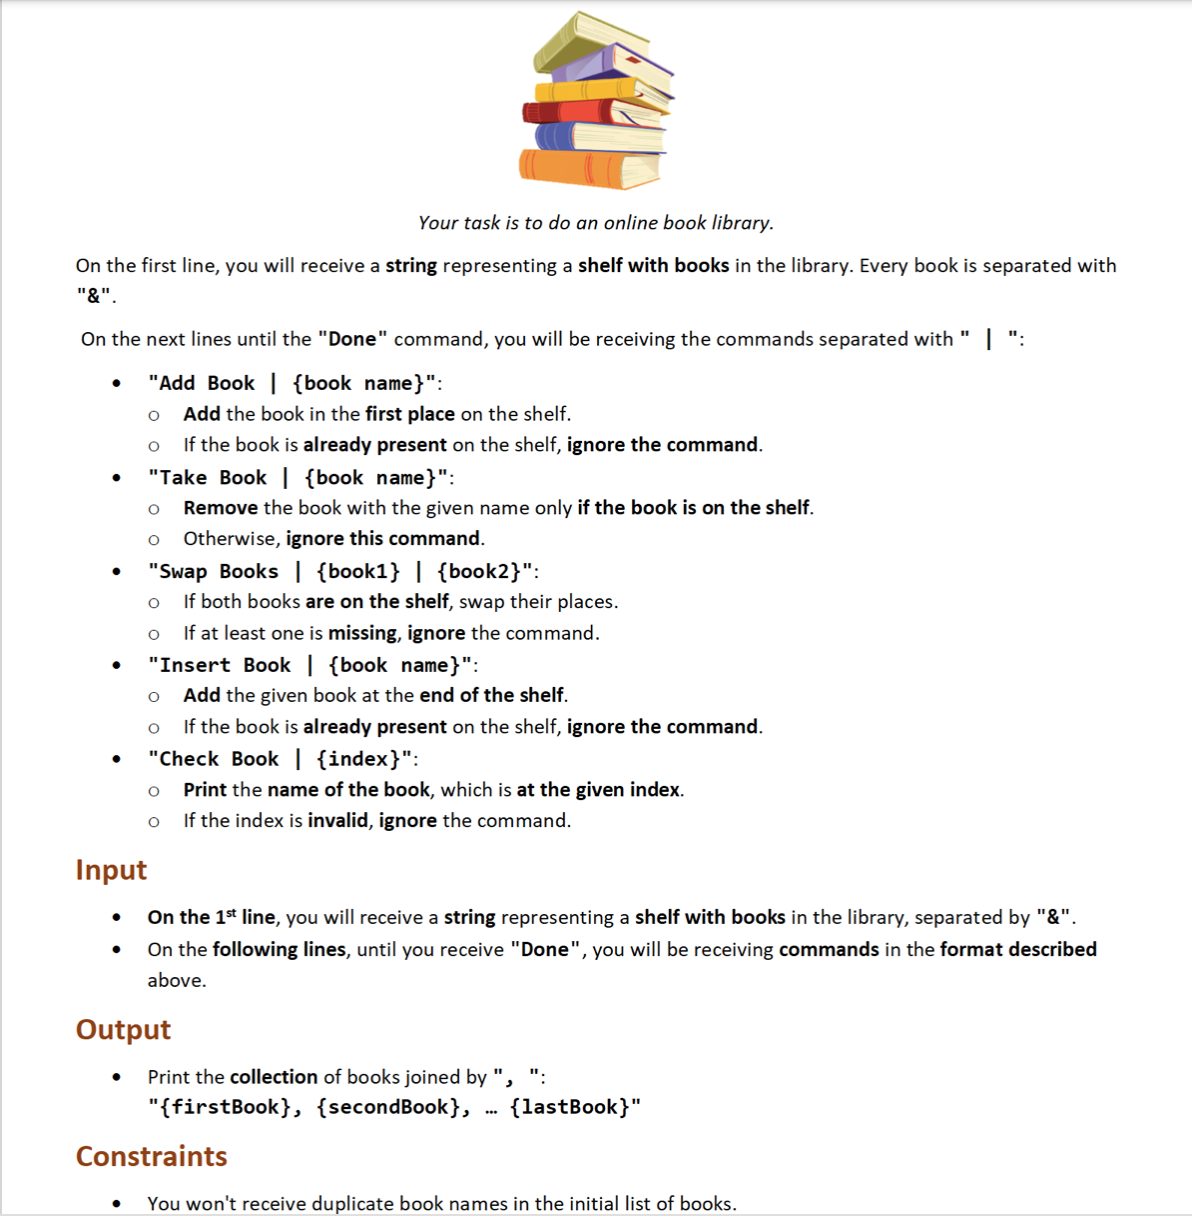 Your task is to do an online book library.
On the first line, you will receive a string representing a shelf with books in the library. Every book is separated with
"&".
On the next lines until the "Done" command, you will be receiving the commands separated with " | ":
• "Add Book | {book name}":
o Add the book in the first place on the shelf.
o If the book is already present on the shelf, ignore the command.
• "Take Book | {book name}":
o Remove the book with the given name only if the book is on the shelf.
o Otherwise, ignore this command.
• "Swap Books | {book1} | {book2}":
o If both books are on the shelf, swap their places.
o If at least one is missing, ignore the command.
• "Insert Book | {book name}":
o Add the given book at the end of the shelf.
o If the book is already present on the shelf, ignore the command.
• "Check Book | {index}":
o Print the name of the book, which is at the given index.
o If the index is invalid, ignore the command.
Input
• On the 1st line, you will receive a string representing a shelf with books in the library, separated by "&".
• On the following lines, until you receive "Done", you will be receiving commands in the format described
above.
Output
• Print the collection of books joined by ", ":
"{firstBook}, {secondBook}, … {lastBook}"
Constraints
• You won't receive duplicate book names in the initial list of books.